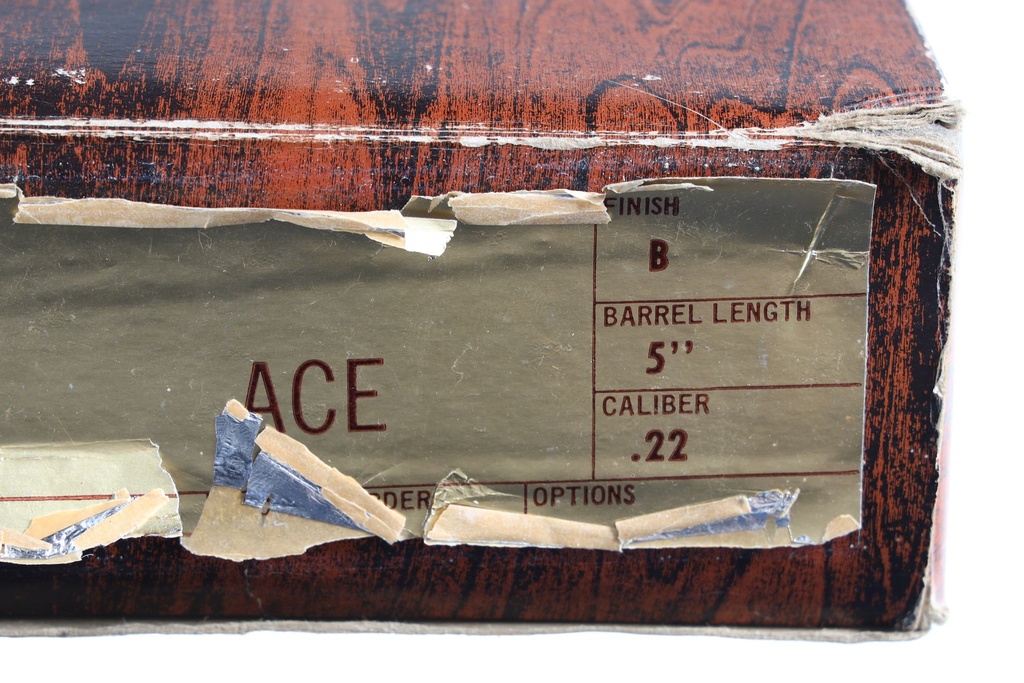 FINISH
B
BARREL LENGTH
5"
ACE
CALIBER
.22
OPTIONS